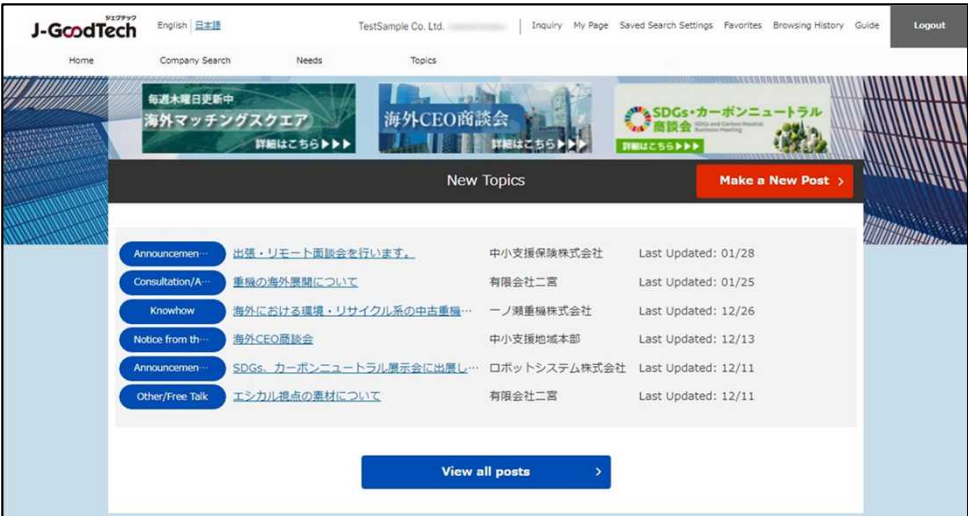 ジェグテック
J-GoodTech
English 日本語
TestSample Co. Ltd.
Inquiry My Page Saved Search Settings Favorites Browsing History Guide
Logout
Home Company Search Needs Topics
毎週木曜日更新中
海外マッチングスクエア
詳細はこちら▶▶▶
海外CEO商談会
詳細はこちら▶▶▶
SDGs・カーボンニュートラル
商談会 SDGs and Carbon Neutral Business Meeting
詳細はこちら▶▶▶
New Topics
Make a New Post >
Announcemen… 出張・リモート面談会を行います。 中小支援保険株式会社 Last Updated: 01/28
Consultation/A… 重機の海外展開について 有限会社二宮 Last Updated: 01/25
Knowhow 海外における環境・リサイクル系の中古重機… 一ノ瀬重機株式会社 Last Updated: 12/26
Notice from th… 海外CEO商談会 中小支援地域本部 Last Updated: 12/13
Announcemen… SDGs、カーボンニュートラル展示会に出展し… ロボットシステム株式会社 Last Updated: 12/11
Other/Free Talk エシカル視点の素材について 有限会社二宮 Last Updated: 12/11
View all posts >